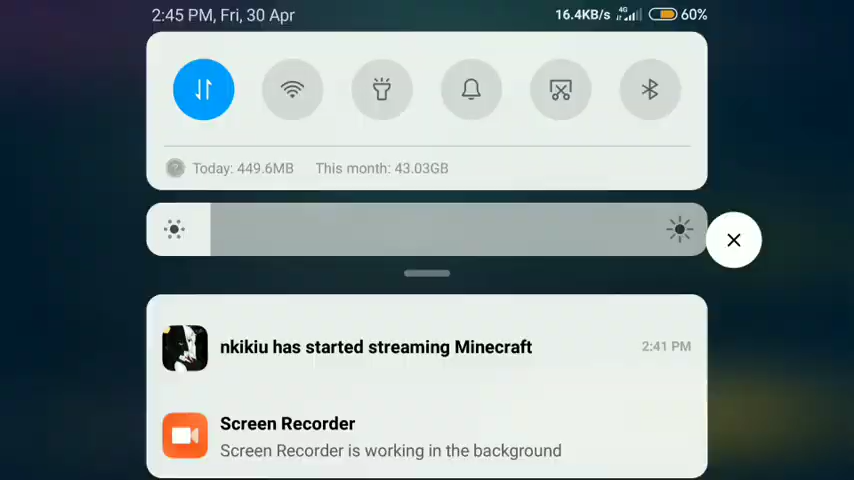 2:45 PM, Fri, 30 Apr 16.4KB/s 4G 60%
Today: 449.6MB This month: 43.03GB
nkikiu has started streaming Minecraft 2:41 PM
Screen Recorder
Screen Recorder is working in the background